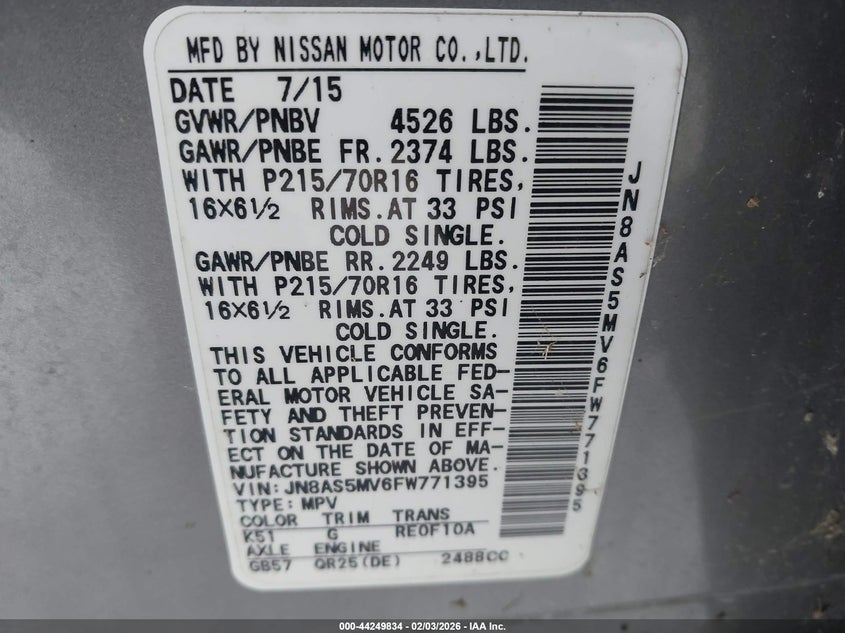 MFD BY NISSAN MOTOR CO.,LTD.
DATE 7/15
GVWR/PNBV 4526 LBS.
GAWR/PNBE FR. 2374 LBS.
WITH P215/70R16 TIRES,
16X6½ RIMS. AT 33 PSI
COLD SINGLE.
GAWR/PNBE RR. 2249 LBS.
WITH P215/70R16 TIRES,
16X6½ RIMS. AT 33 PSI
COLD SINGLE.
THIS VEHICLE CONFORMS
TO ALL APPLICABLE FED-
ERAL MOTOR VEHICLE SA-
FETY AND THEFT PREVEN-
TION STANDARDS IN EFF-
ECT ON THE DATE OF MA-
NUFACTURE SHOWN ABOVE.
VIN: JN8AS5MV6FW771395
TYPE: MPV
COLOR TRIM TRANS
K51 G RE0F10A
AXLE ENGINE
GB57 QR25(DE) 2488CC
JN8AS5MV6FW771395
000-44249834 - 02/03/2026 - IAA Inc.